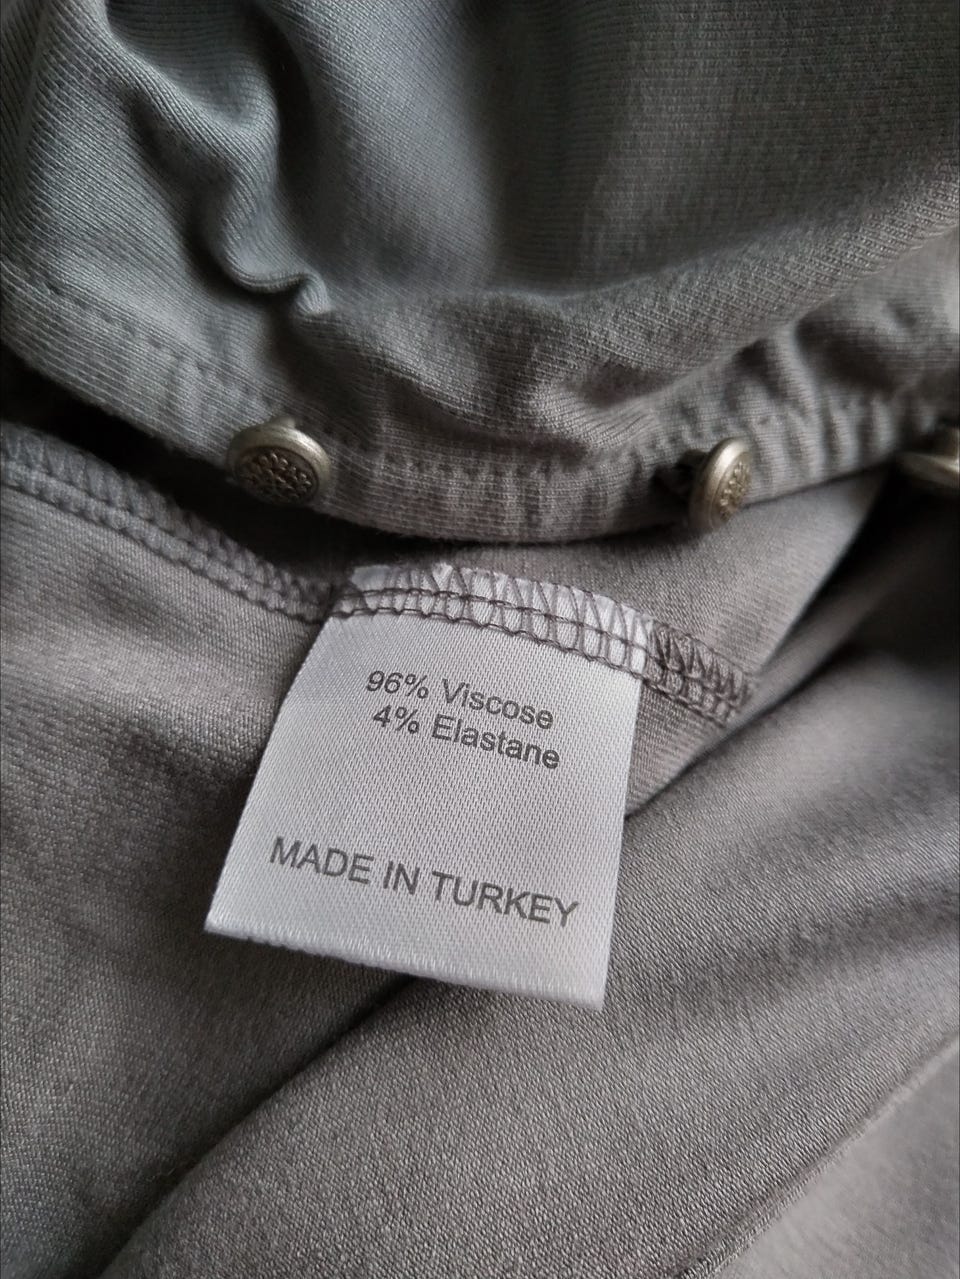 96% Viscose
4% Elastane
MADE IN TURKEY